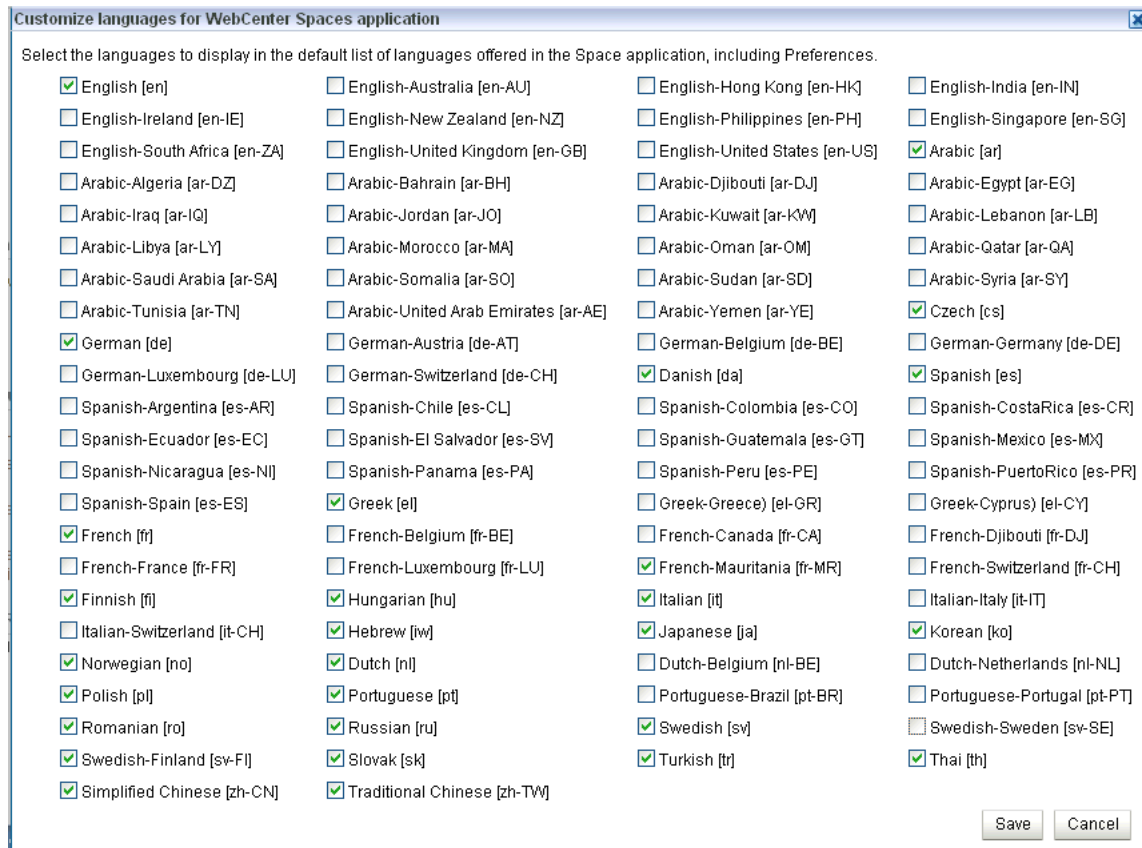 Customize languages for WebCenter Spaces application
Select the languages to display in the default list of languages offered in the Space application, including Preferences.
English [en] English-Australia [en-AU] English-Hong Kong [en-HK] English-India [en-IN]
English-Ireland [en-IE] English-New Zealand [en-NZ] English-Philippines [en-PH] English-Singapore [en-SG]
English-South Africa [en-ZA] English-United Kingdom [en-GB] English-United States [en-US] Arabic [ar]
Arabic-Algeria [ar-DZ] Arabic-Bahrain [ar-BH] Arabic-Djibouti [ar-DJ] Arabic-Egypt [ar-EG]
Arabic-Iraq [ar-IQ] Arabic-Jordan [ar-JO] Arabic-Kuwait [ar-KW] Arabic-Lebanon [ar-LB]
Arabic-Libya [ar-LY] Arabic-Morocco [ar-MA] Arabic-Oman [ar-OM] Arabic-Qatar [ar-QA]
Arabic-Saudi Arabia [ar-SA] Arabic-Somalia [ar-SO] Arabic-Sudan [ar-SD] Arabic-Syria [ar-SY]
Arabic-Tunisia [ar-TN] Arabic-United Arab Emirates [ar-AE] Arabic-Yemen [ar-YE] Czech [cs]
German [de] German-Austria [de-AT] German-Belgium [de-BE] German-Germany [de-DE]
German-Luxembourg [de-LU] German-Switzerland [de-CH] Danish [da] Spanish [es]
Spanish-Argentina [es-AR] Spanish-Chile [es-CL] Spanish-Colombia [es-CO] Spanish-CostaRica [es-CR]
Spanish-Ecuador [es-EC] Spanish-El Salvador [es-SV] Spanish-Guatemala [es-GT] Spanish-Mexico [es-MX]
Spanish-Nicaragua [es-NI] Spanish-Panama [es-PA] Spanish-Peru [es-PE] Spanish-PuertoRico [es-PR]
Spanish-Spain [es-ES] Greek [el] Greek-Greece) [el-GR] Greek-Cyprus) [el-CY]
French [fr] French-Belgium [fr-BE] French-Canada [fr-CA] French-Djibouti [fr-DJ]
French-France [fr-FR] French-Luxembourg [fr-LU] French-Mauritania [fr-MR] French-Switzerland [fr-CH]
Finnish [fi] Hungarian [hu] Italian [it] Italian-Italy [it-IT]
Italian-Switzerland [it-CH] Hebrew [iw] Japanese [ja] Korean [ko]
Norwegian [no] Dutch [nl] Dutch-Belgium [nl-BE] Dutch-Netherlands [nl-NL]
Polish [pl] Portuguese [pt] Portuguese-Brazil [pt-BR] Portuguese-Portugal [pt-PT]
Romanian [ro] Russian [ru] Swedish [sv] Swedish-Sweden [sv-SE]
Swedish-Finland [sv-FI] Slovak [sk] Turkish [tr] Thai [th]
Simplified Chinese [zh-CN] Traditional Chinese [zh-TW]
Save Cancel